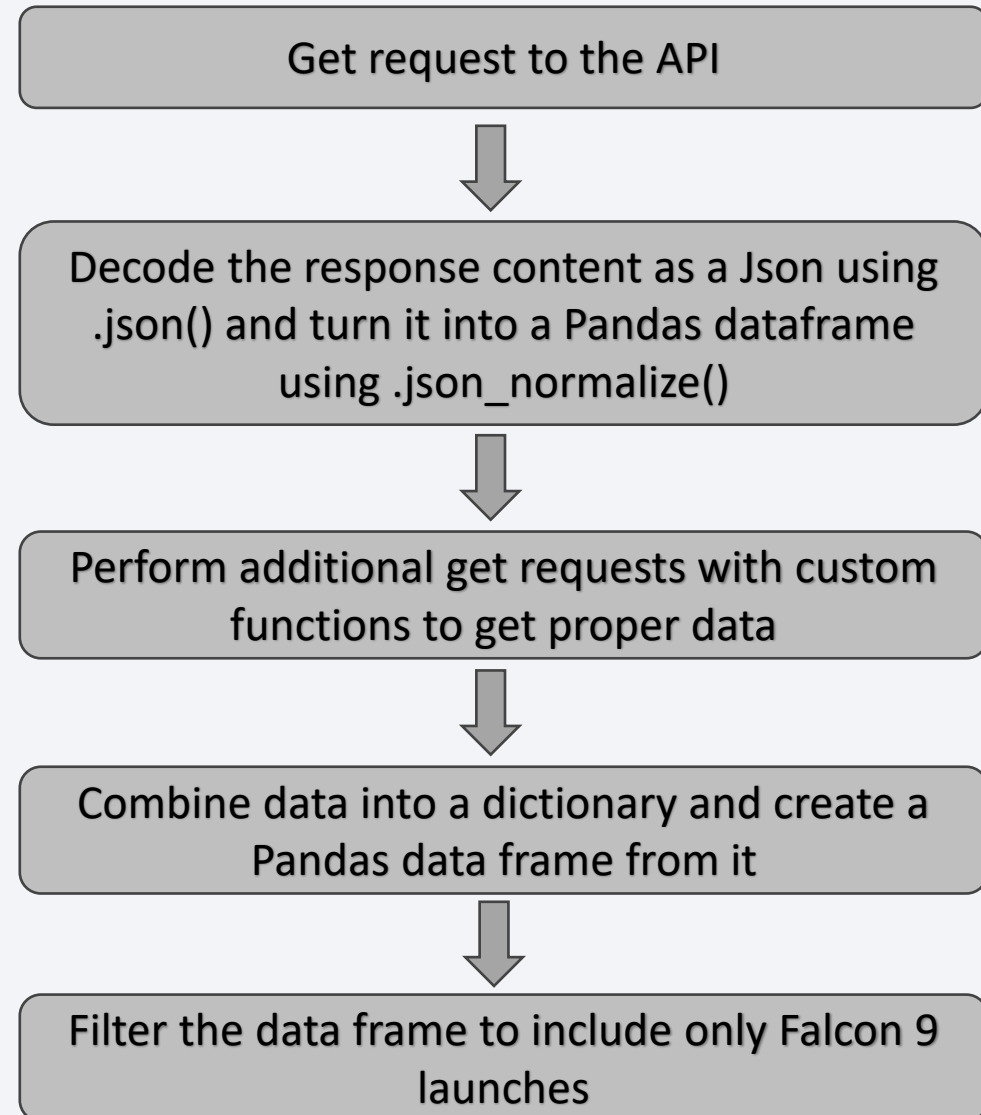 Get request to the API
Decode the response content as a Json using
.json() and turn it into a Pandas dataframe
using .json_normalize()
Perform additional get requests with custom
functions to get proper data
Combine data into a dictionary and create a
Pandas data frame from it
Filter the data frame to include only Falcon 9
launches